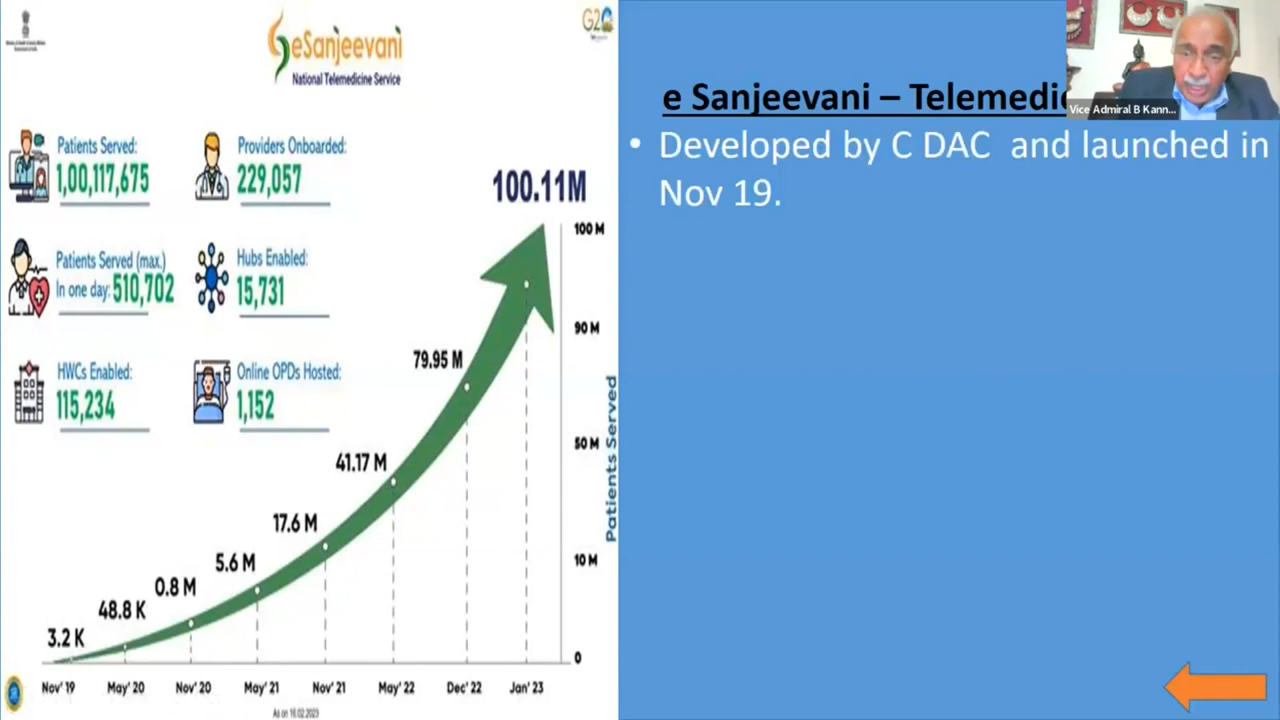 eSanjeevani
National Telemedicine Service
G20
Patients Served:
1,00,117,675
Providers Onboarded:
229,057
Patients Served (max.)
In one day: 510,702
Hubs Enabled:
15,731
HWCs Enabled:
115,234
Online OPDs Hosted:
1,152
100.11M
100 M
90 M
79.95 M
50 M
41.17 M
17.6 M
10 M
5.6 M
0.8 M
48.8 K
3.2 K
0
Patients Served
Nov' 19 May' 20 Nov' 20 May' 21 Nov' 21 May' 22 Dec' 22 Jan' 23
As on 16.02.2023
e Sanjeevani – Telemedic
• Developed by C DAC and launched in
Nov 19.
Vice Admiral B Kann...